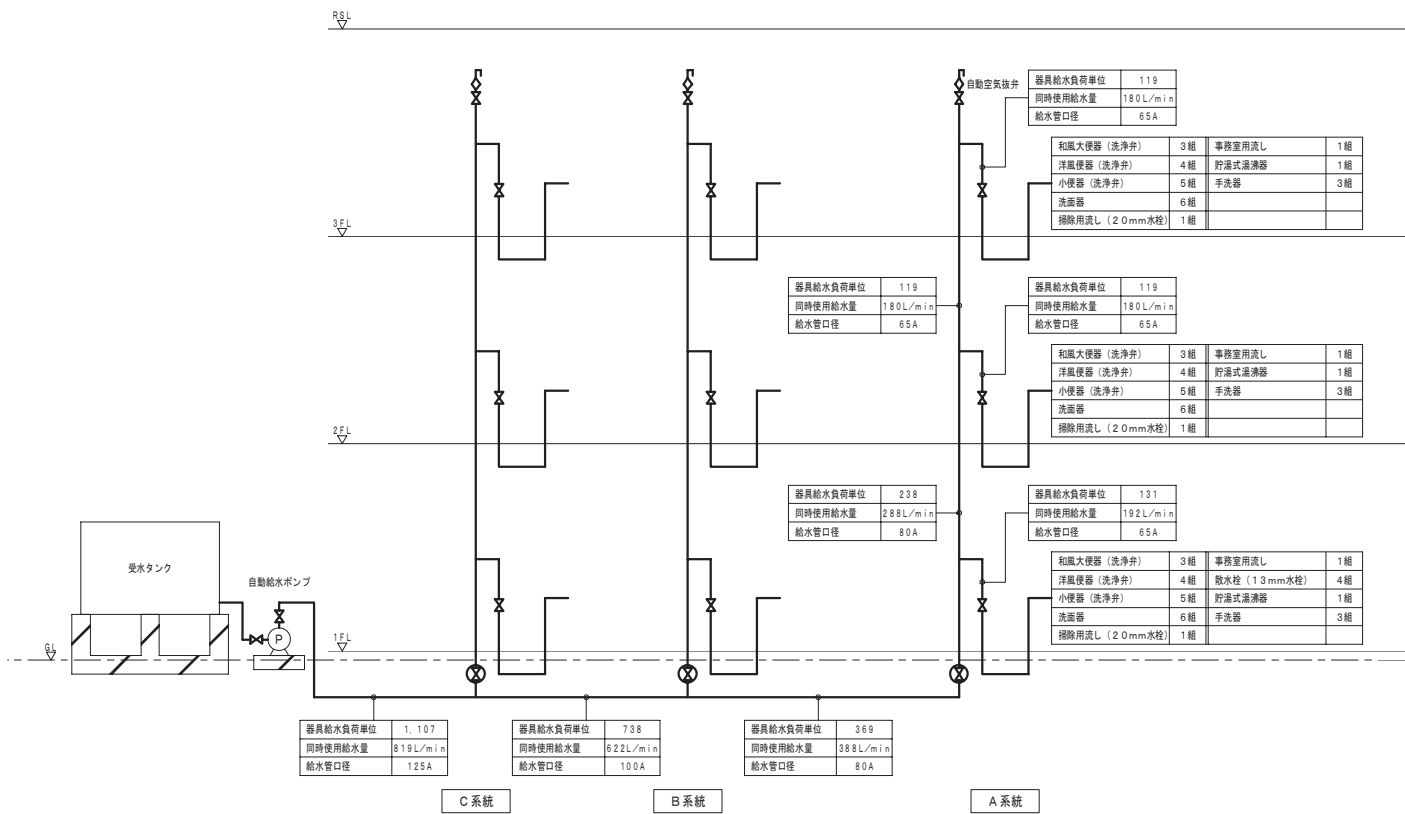 RSL
自動空気抜弁
器具給水負荷単位 119
同時使用給水量 180L/min
給水管口径 65A
和風大便器（洗浄弁） 3組 事務室用流し 1組
洋風便器（洗浄弁） 4組 貯湯式湯沸器 1組
小便器（洗浄弁） 5組 手洗器 3組
洗面器 6組
掃除用流し（20mm水栓） 1組
3FL
器具給水負荷単位 119
同時使用給水量 180L/min
給水管口径 65A
器具給水負荷単位 119
同時使用給水量 180L/min
給水管口径 65A
和風大便器（洗浄弁） 3組 事務室用流し 1組
洋風便器（洗浄弁） 4組 貯湯式湯沸器 1組
小便器（洗浄弁） 5組 手洗器 3組
洗面器 6組
掃除用流し（20mm水栓） 1組
2FL
器具給水負荷単位 238
同時使用給水量 288L/min
給水管口径 80A
器具給水負荷単位 131
同時使用給水量 192L/min
給水管口径 65A
和風大便器（洗浄弁） 3組 事務室用流し 1組
洋風便器（洗浄弁） 4組 散水栓（13mm水栓） 4組
小便器（洗浄弁） 5組 貯湯式湯沸器 1組
洗面器 6組 手洗器 3組
掃除用流し（20mm水栓） 1組
受水タンク
自動給水ポンプ
P
1FL
GL
器具給水負荷単位 1,107
同時使用給水量 819L/min
給水管口径 125A
器具給水負荷単位 738
同時使用給水量 622L/min
給水管口径 100A
器具給水負荷単位 369
同時使用給水量 388L/min
給水管口径 80A
C系統
B系統
A系統